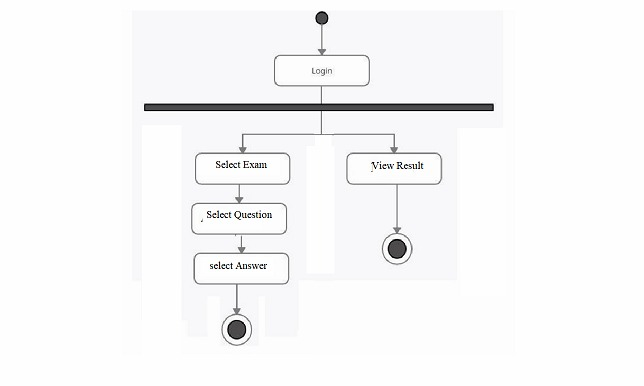 Login
Select Exam
View Result
Select Question
select Answer